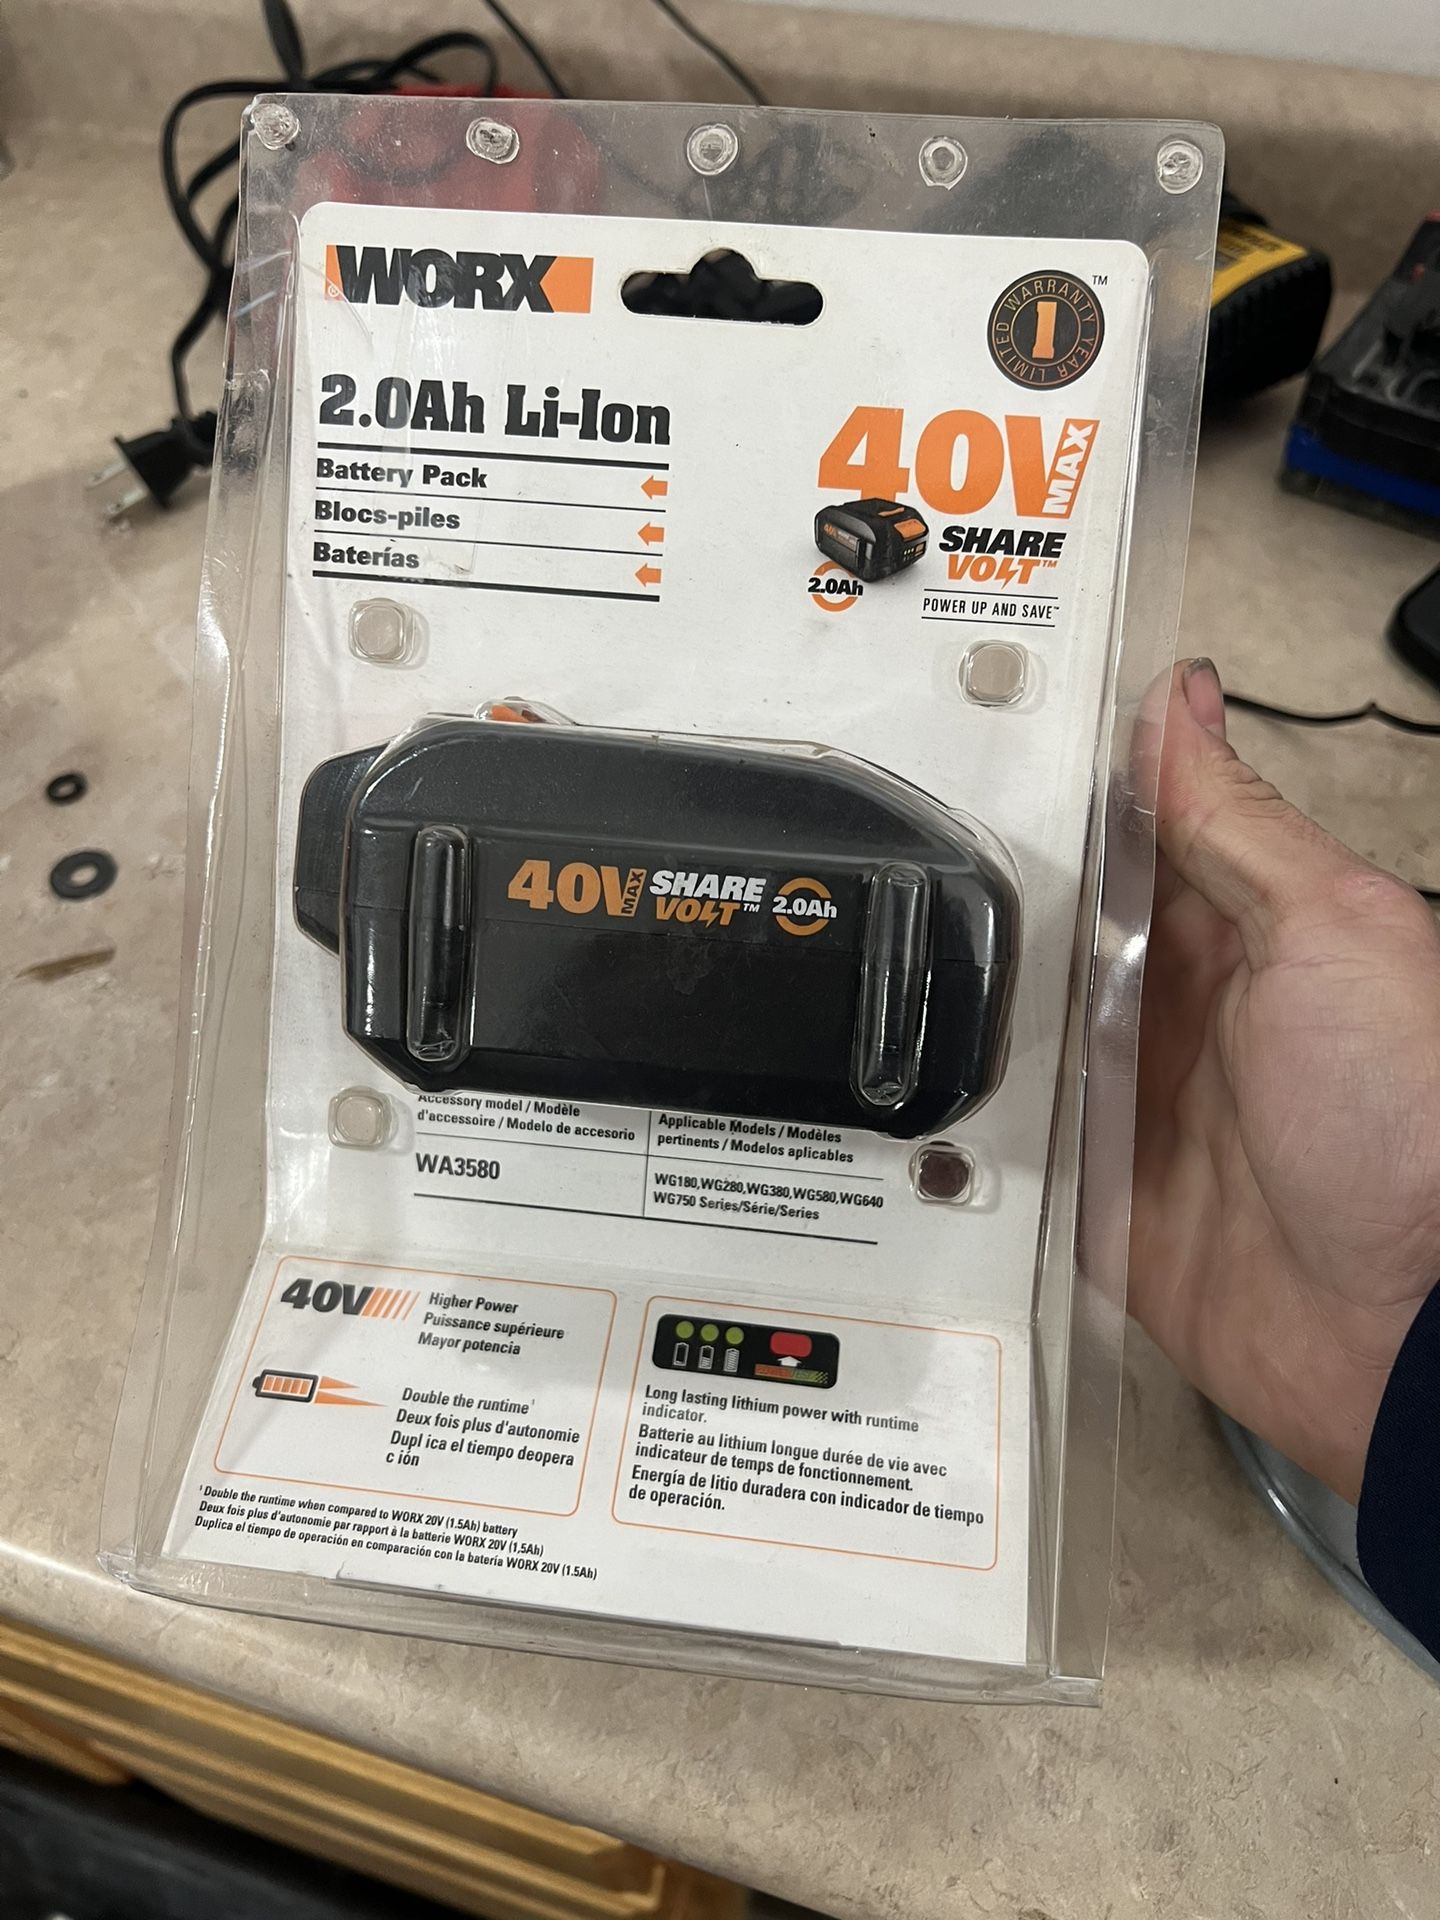 WORX
LIMITED WARRANTY 1 YEAR LIMITED
TM
2.0Ah Li-Ion
Battery Pack
Blocs-piles
Baterías
40V MAX
SHARE
VOLT™
2.0Ah
POWER UP AND SAVE™
40V MAX SHARE VOLT™ 2.0Ah
Accessory model / Modèle
d'accessoire / Modelo de accesorio
WA3580
Applicable Models / Modèles
pertinents / Modelos aplicables
WG180,WG280,WG380,WG580,WG640
WG750 Series/Série/Series
40V
Higher Power
Puissance supérieure
Mayor potencia
Double the runtime¹
Deux fois plus d'autonomie
Dupl ica el tiempo deopera
c ión
Long lasting lithium power with runtime
indicator.
Batterie au lithium longue durée de vie avec
indicateur de temps de fonctionnement.
Energía de litio duradera con indicador de tiempo
de operación.
¹ Double the runtime when compared to WORX 20V (1.5Ah) battery
Deux fois plus d'autonomie par rapport à la batterie WORX 20V (1,5Ah)
Duplica el tiempo de operación en comparación con la batería WORX 20V (1.5Ah)